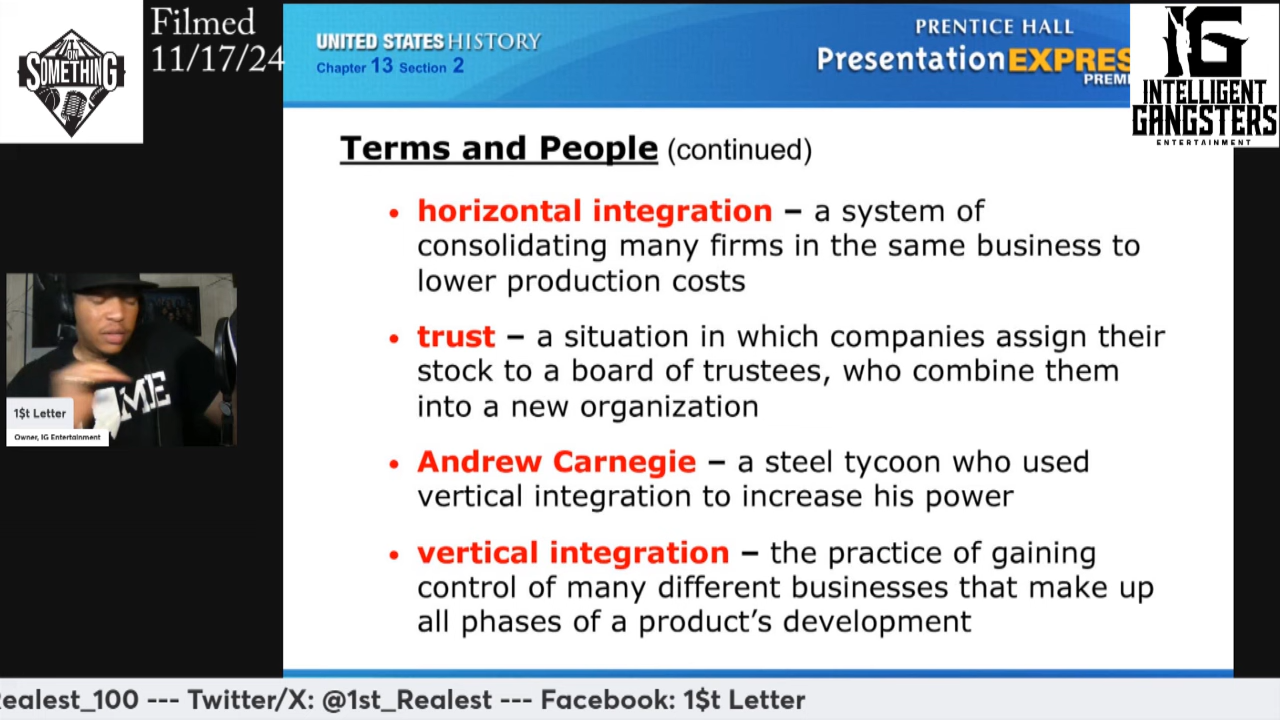 I ON
SOMETHING
Filmed
11/17/24
UNITED STATES HISTORY
Chapter 13 Section 2
PRENTICE HALL
Presentation EXPRES
PREM
IG
INTELLIGENT
GANGSTERS
ENTERTAINMENT
Terms and People (continued)
• horizontal integration – a system of
consolidating many firms in the same business to
lower production costs
• trust – a situation in which companies assign their
stock to a board of trustees, who combine them
into a new organization
• Andrew Carnegie – a steel tycoon who used
vertical integration to increase his power
• vertical integration – the practice of gaining
control of many different businesses that make up
all phases of a product's development
ME
1$t Letter
Owner, IG Entertainment
ealest_100 --- Twitter/X: @1st_Realest --- Facebook: 1$t Letter